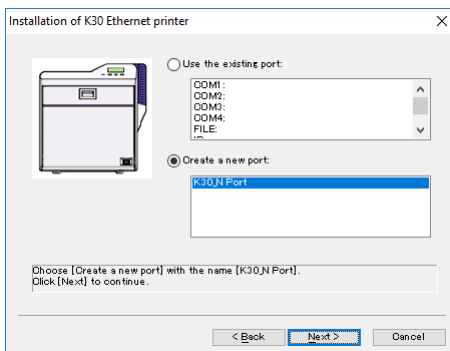 Installation of K30 Ethernet printer
Use the existing port:
COM1:
COM2:
COM3:
COM4:
FILE:
Create a new port:
K30_N Port
Choose [Create a new port] with the name [K30_N Port].
Click [Next] to continue.
< Back
Next >
Cancel